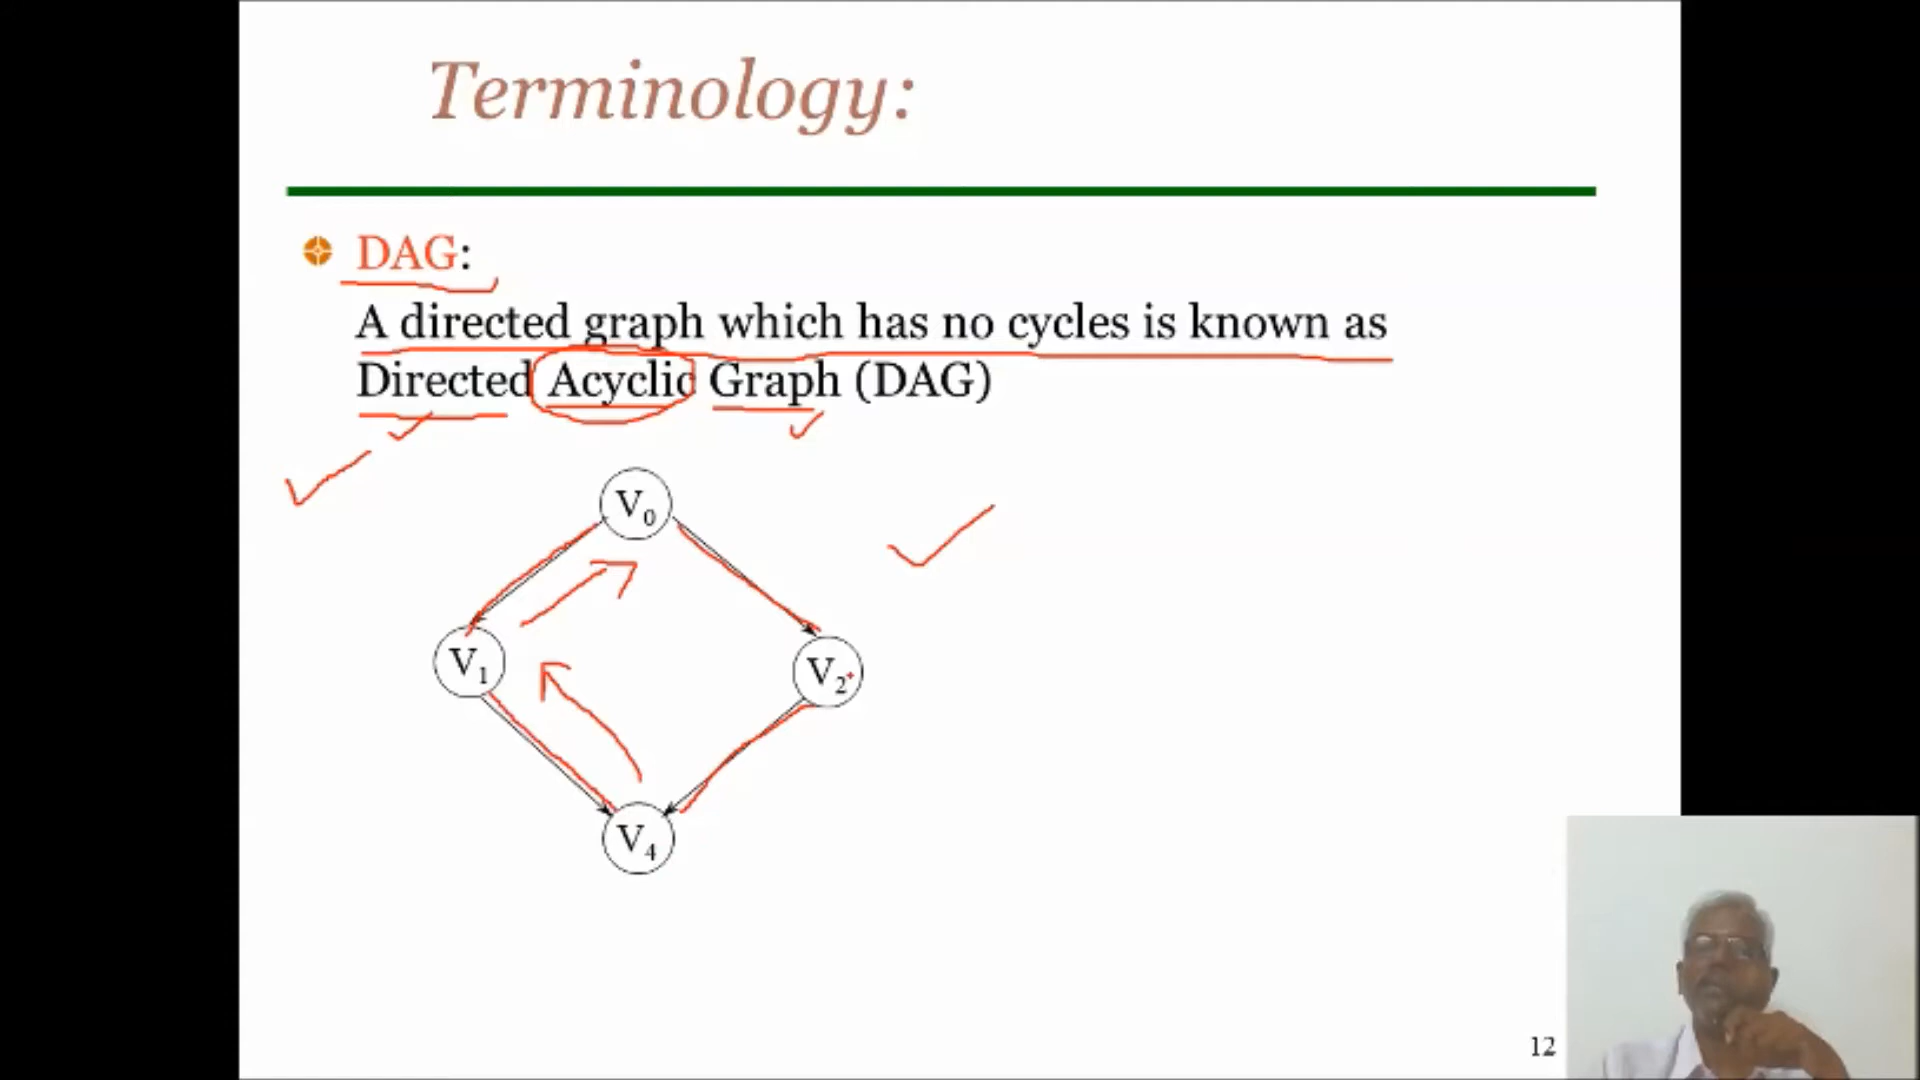 Terminology:
DAG:
A directed graph which has no cycles is known as
Directed Acyclic Graph (DAG)
V0
V1
V2
V4
12